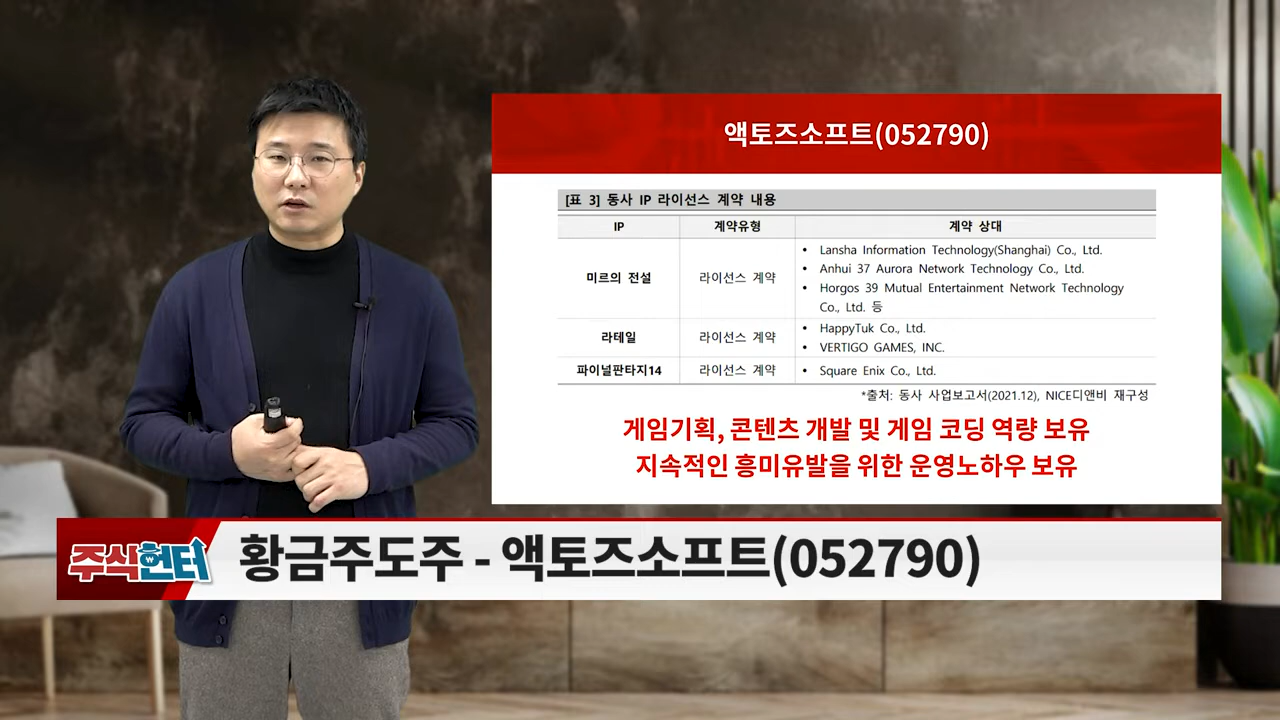 액토즈소프트(052790)
[표 3] 동사 IP 라이선스 계약 내용
IP 계약유형 계약 상대
미르의 전설 라이선스 계약
• Lansha Information Technology(Shanghai) Co., Ltd.
• Anhui 37 Aurora Network Technology Co., Ltd.
• Horgos 39 Mutual Entertainment Network Technology
Co., Ltd. 등
라테일 라이선스 계약
• HappyTuk Co., Ltd.
• VERTIGO GAMES, INC.
파이널판타지14 라이선스 계약 • Square Enix Co., Ltd.
*출처: 동사 사업보고서(2021.12), NICE디앤비 재구성
게임기획, 콘텐츠 개발 및 게임 코딩 역량 보유
지속적인 흥미유발을 위한 운영노하우 보유
주식헌터 황금주도주 - 액토즈소프트(052790)